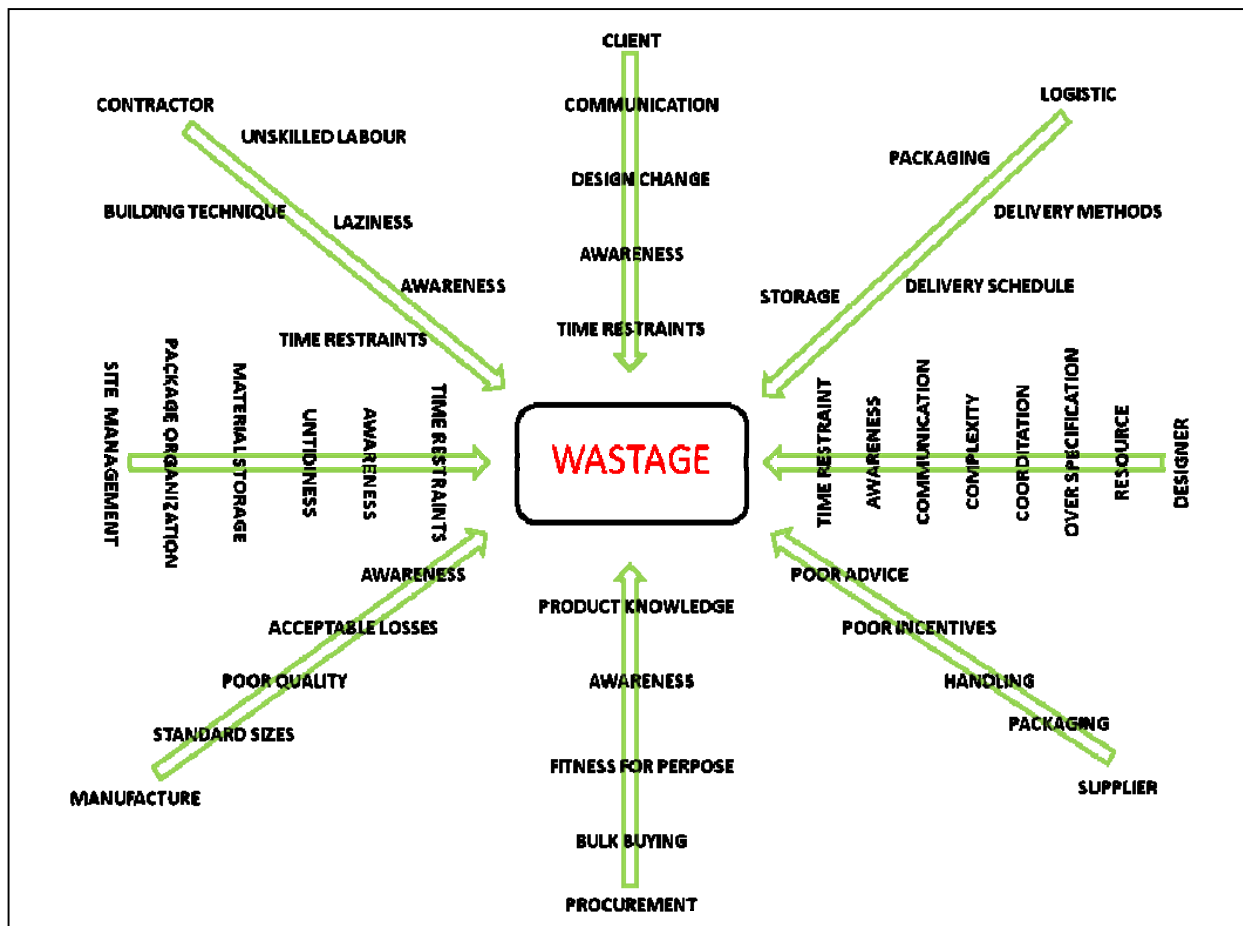 CLIENT
COMMUNICATION
DESIGN CHANGE
AWARENESS
TIME RESTRAINTS
CONTRACTOR
UNSKILLED LABOUR
BUILDING TECHNIQUE
LAZINESS
AWARENESS
TIME RESTRAINTS
LOGISTIC
PACKAGING
DELIVERY METHODS
DELIVERY SCHEDULE
STORAGE
SITE MANAGEMENT
PACKAGE ORGANIZATION
MATERIAL STORAGE
UNTIDINESS
AWARENESS
TIME RESTRAINTS
WASTAGE
TIME RESTRAINT
AWARENESS
COMMUNICATION
COMPLEXITY
COORDITATION
OVER SPECIFICATION
RESOURCE
DESIGNER
AWARENESS
ACCEPTABLE LOSSES
POOR QUALITY
STANDARD SIZES
MANUFACTURE
PRODUCT KNOWLEDGE
AWARENESS
FITNESS FOR PERPOSE
BULK BUYING
PROCUREMENT
POOR ADVICE
POOR INCENTIVES
HANDLING
PACKAGING
SUPPLIER